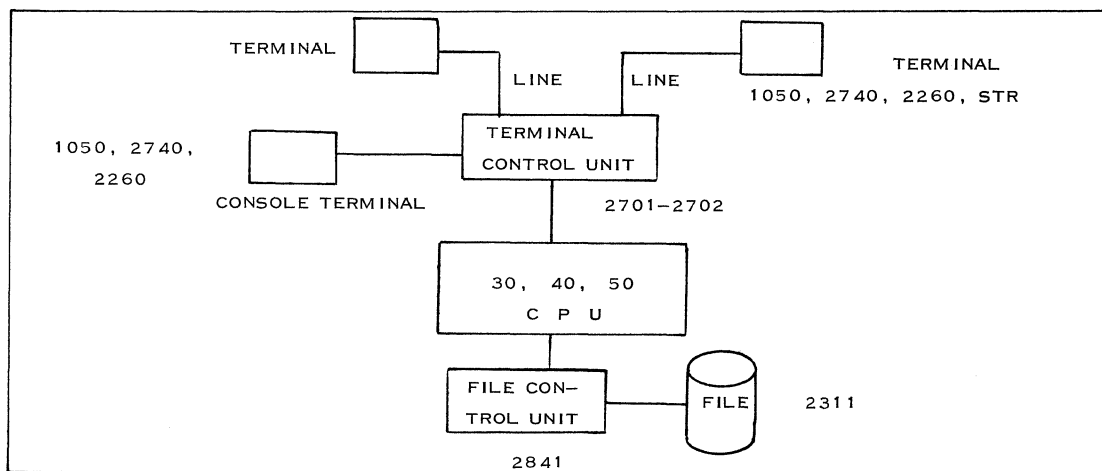 TERMINAL
LINE
LINE
TERMINAL
1050, 2740, 2260, STR
TERMINAL
CONTROL UNIT
1050, 2740,
2260
CONSOLE TERMINAL
2701-2702
30, 40, 50
C P U
FILE CON-
TROL UNIT
FILE
2311
2841